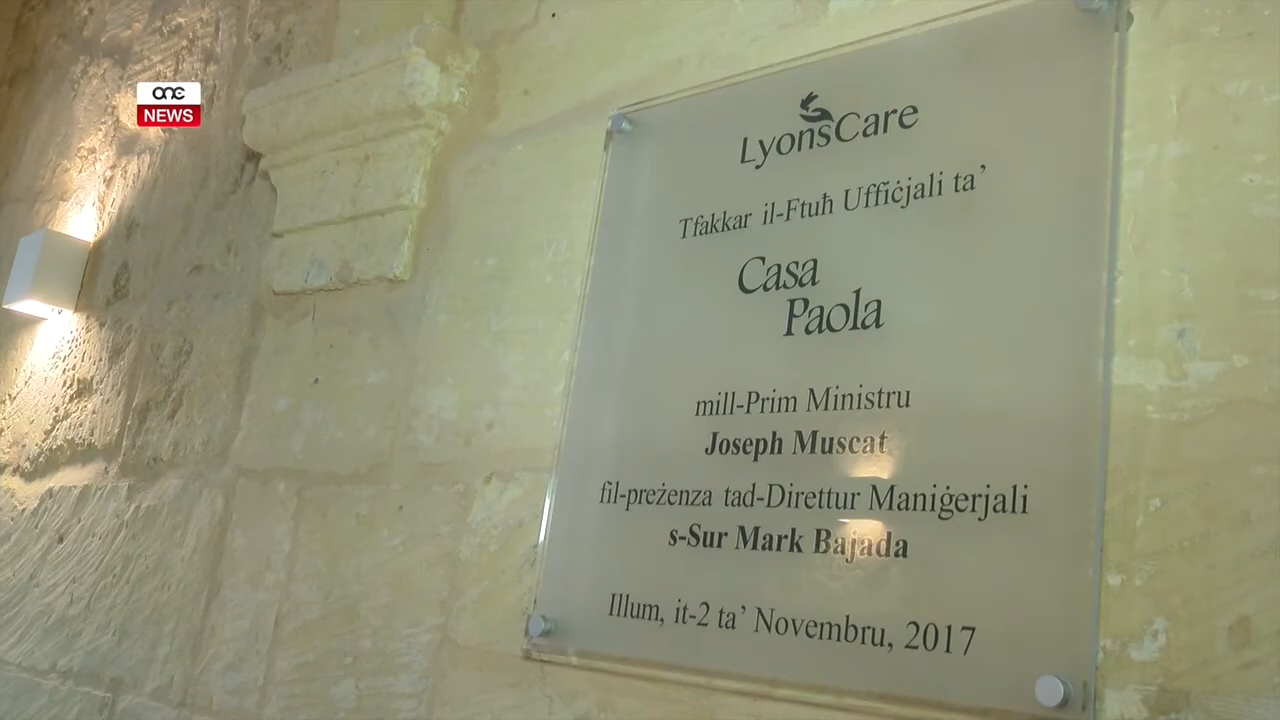 one
NEWS
LyonsCare
Tfakkar il-Ftuħ Uffiċjali ta’
Casa
Paola
mill-Prim Ministru
Joseph Muscat
fil-preżenza tad-Direttur Maniġerjali
s-Sur Mark Bajada
Illum, it-2 ta’ Novembru, 2017